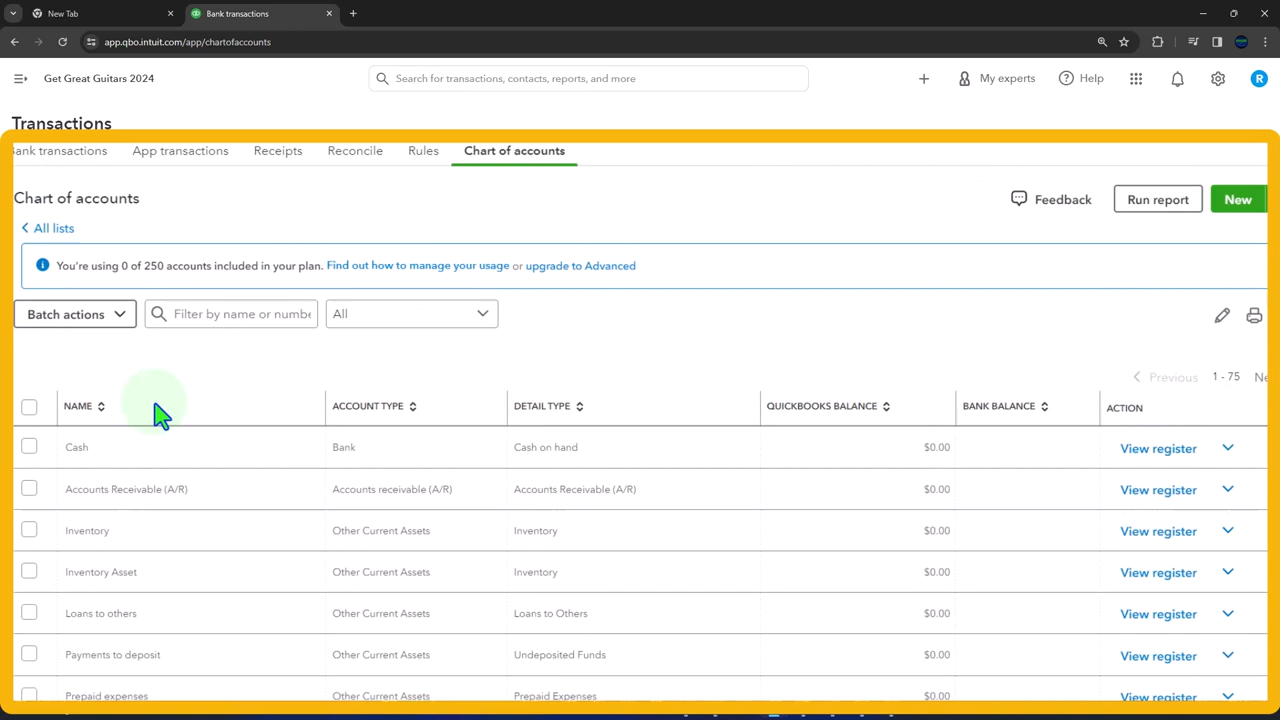 New Tab
Bank transactions
app.qbo.intuit.com/app/chartofaccounts
Get Great Guitars 2024
Search for transactions, contacts, reports, and more
My experts
Help
R
Transactions
ank transactions
App transactions
Receipts
Reconcile
Rules
Chart of accounts
Chart of accounts
Feedback
Run report
New
All lists
You're using 0 of 250 accounts included in your plan. Find out how to manage your usage or upgrade to Advanced
Batch actions
Filter by name or numbe
All
Previous 1 - 75 Ne
NAME ACCOUNT TYPE DETAIL TYPE QUICKBOOKS BALANCE BANK BALANCE ACTION
Cash Bank Cash on hand $0.00 View register
Accounts Receivable (A/R) Accounts receivable (A/R) Accounts Receivable (A/R) $0.00 View register
Inventory Other Current Assets Inventory $0.00 View register
Inventory Asset Other Current Assets Inventory $0.00 View register
Loans to others Other Current Assets Loans to Others $0.00 View register
Payments to deposit Other Current Assets Undeposited Funds $0.00 View register
Prepaid expenses Other Current Assets Prepaid Expenses $0.00 View register